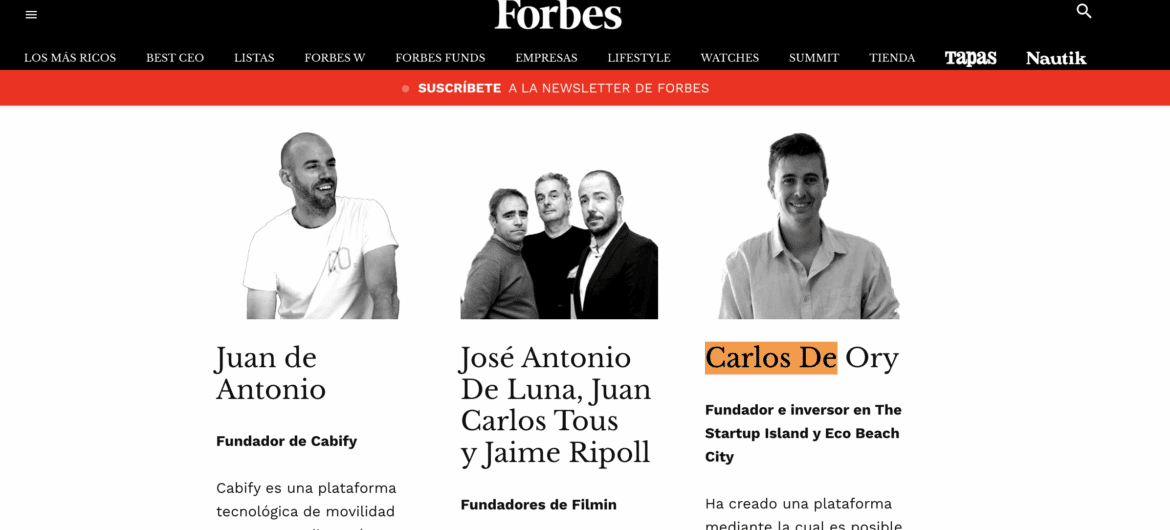 Forbes
LOS MÁS RICOS BEST CEO LISTAS FORBES W FORBES FUNDS EMPRESAS LIFESTYLE WATCHES SUMMIT TIENDA Tapas Nautik
SUSCRÍBETE A LA NEWSLETTER DE FORBES
Juan de
Antonio
Fundador de Cabify
Cabify es una plataforma
tecnológica de movilidad
José Antonio
De Luna, Juan
Carlos Tous
y Jaime Ripoll
Fundadores de Filmin
Carlos De Ory
Fundador e inversor en The
Startup Island y Eco Beach
City
Ha creado una plataforma
mediante la cual es posible